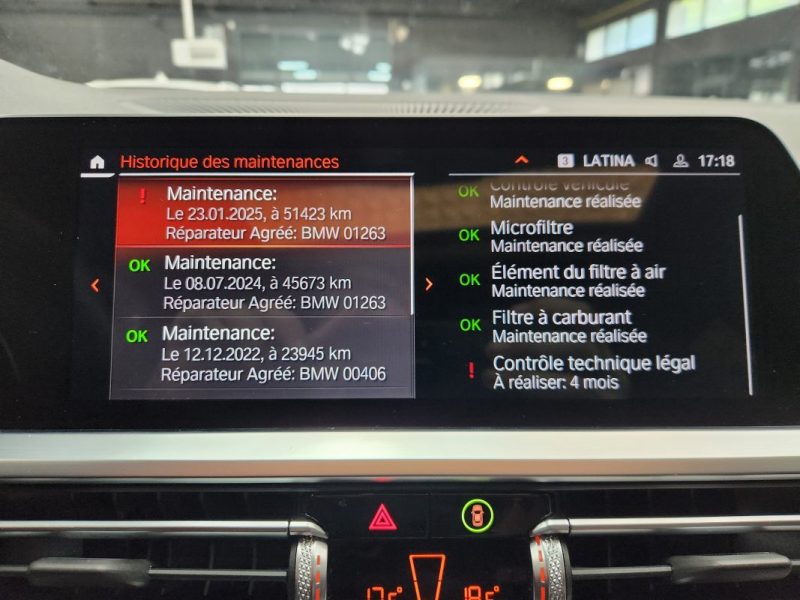 Historique des maintenances
3 LATINA 17:18
! Maintenance:
Le 23.01.2025, à 51423 km
Réparateur Agréé: BMW 01263
OK Maintenance:
Le 08.07.2024, à 45673 km
Réparateur Agréé: BMW 01263
OK Maintenance:
Le 12.12.2022, à 23945 km
Réparateur Agréé: BMW 00406
OK Contrôle véhicule
Maintenance réalisée
OK Microfiltre
Maintenance réalisée
OK Élément du filtre à air
Maintenance réalisée
OK Filtre à carburant
Maintenance réalisée
! Contrôle technique légal
À réaliser: 4 mois